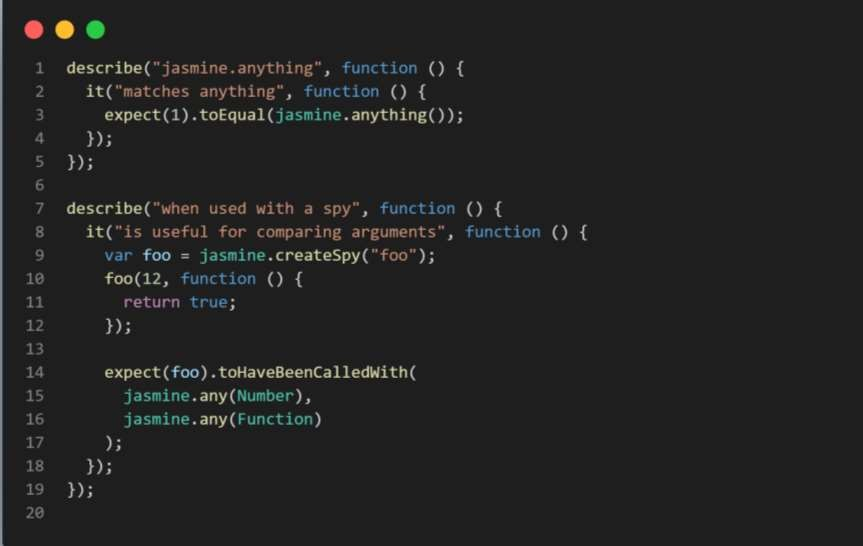 1 describe("jasmine.anything", function () {
2   it("matches anything", function () {
3     expect(1).toEqual(jasmine.anything());
4   });
5 });
6
7 describe("when used with a spy", function () {
8   it("is useful for comparing arguments", function () {
9     var foo = jasmine.createSpy("foo");
10     foo(12, function () {
11       return true;
12     });
13
14     expect(foo).toHaveBeenCalledWith(
15       jasmine.any(Number),
16       jasmine.any(Function)
17     );
18   });
19 });
20